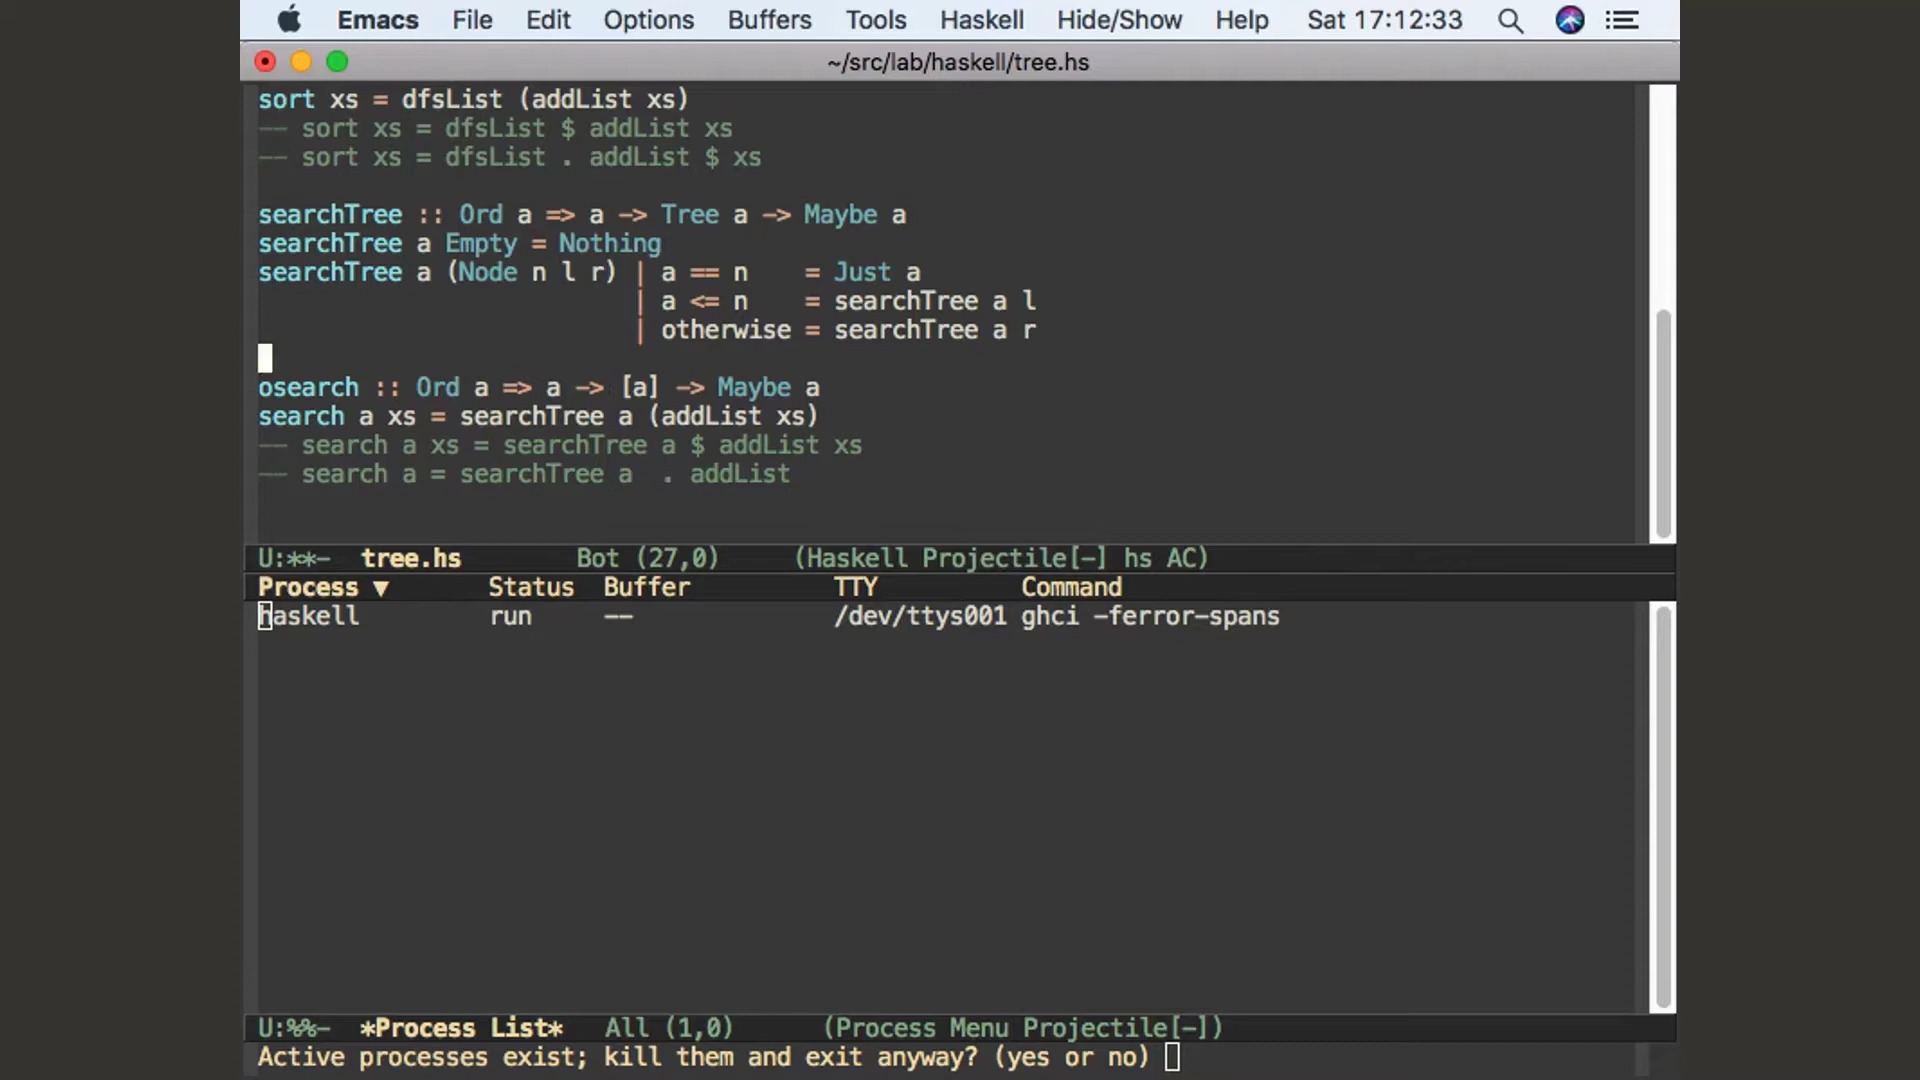 Emacs File Edit Options Buffers Tools Haskell Hide/Show Help Sat 17:12:33
~/src/lab/haskell/tree.hs
sort xs = dfsList (addList xs)
-- sort xs = dfsList $ addList xs
-- sort xs = dfsList . addList $ xs
searchTree :: Ord a => a -> Tree a -> Maybe a
searchTree a Empty = Nothing
searchTree a (Node n l r) | a == n    = Just a
                          | a <= n    = searchTree a l
                          | otherwise = searchTree a r
osearch :: Ord a => a -> [a] -> Maybe a
search a xs = searchTree a (addList xs)
-- search a xs = searchTree a $ addList xs
-- search a = searchTree a  . addList
U:**-  tree.hs        Bot (27,0)     (Haskell Projectile[-] hs AC)
Process ▼       Status  Buffer          TTY          Command
haskell         run     --              /dev/ttys001 ghci -ferror-spans
U:%%-  *Process List*   All (1,0)      (Process Menu Projectile[-])
Active processes exist; kill them and exit anyway? (yes or no)